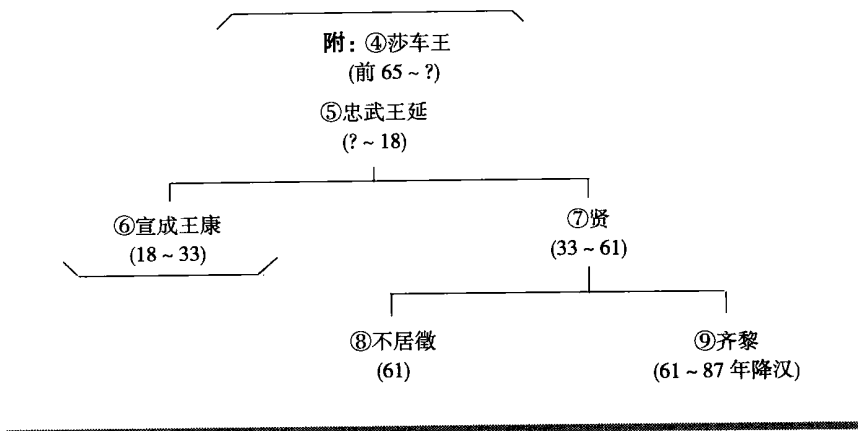 附：④莎车王
(前 65 ~ ?)
⑤忠武王延
(? ~ 18)
⑥宣成王康
(18 ~ 33)
⑦贤
(33 ~ 61)
⑧不居徵
(61)
⑨齐黎
(61 ~ 87 年降汉)